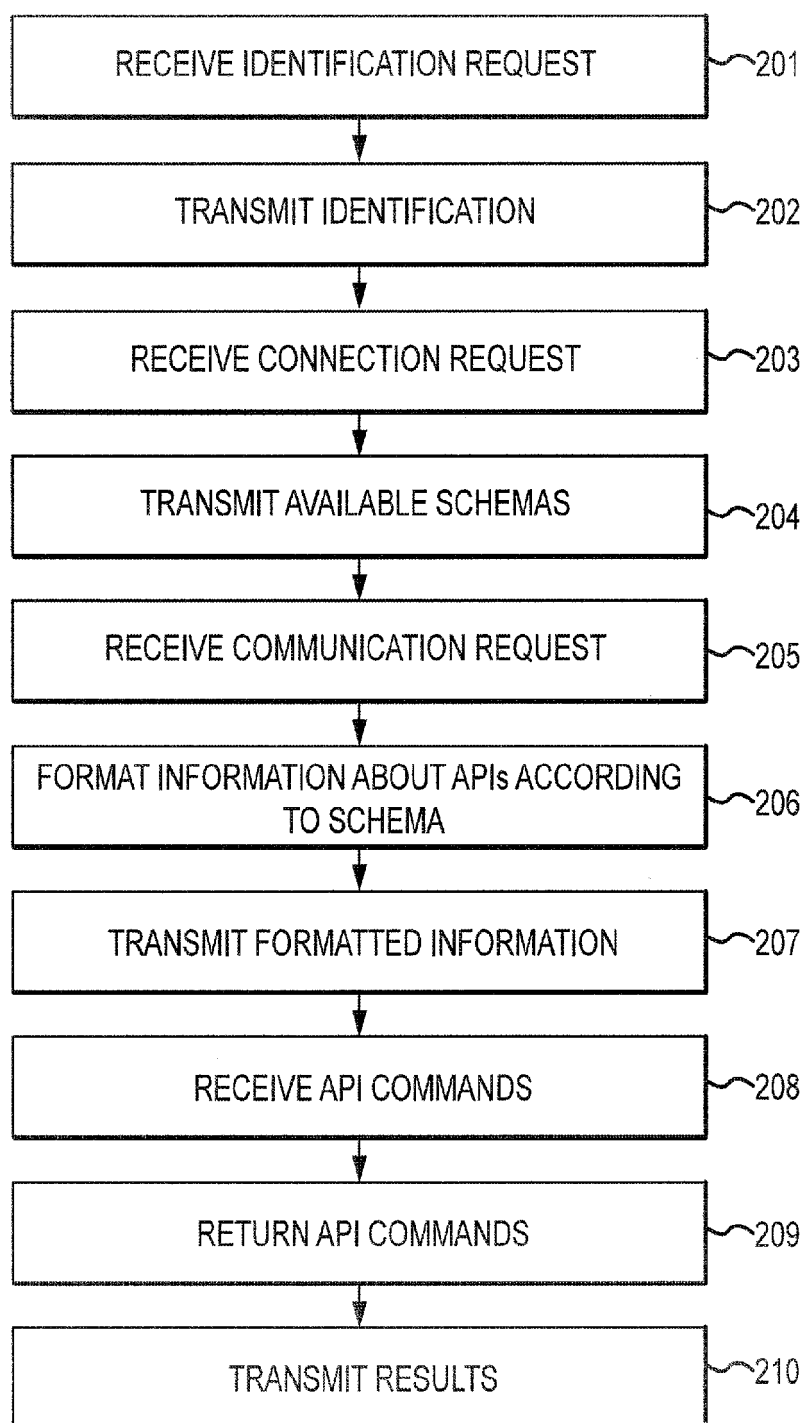 RECEIVE IDENTIFICATION REQUEST
201
TRANSMIT IDENTIFICATION
202
RECEIVE CONNECTION REQUEST
203
TRANSMIT AVAILABLE SCHEMAS
204
RECEIVE COMMUNICATION REQUEST
205
FORMAT INFORMATION ABOUT APIs ACCORDING
TO SCHEMA
206
TRANSMIT FORMATTED INFORMATION
207
RECEIVE API COMMANDS
208
RETURN API COMMANDS
209
TRANSMIT RESULTS
210